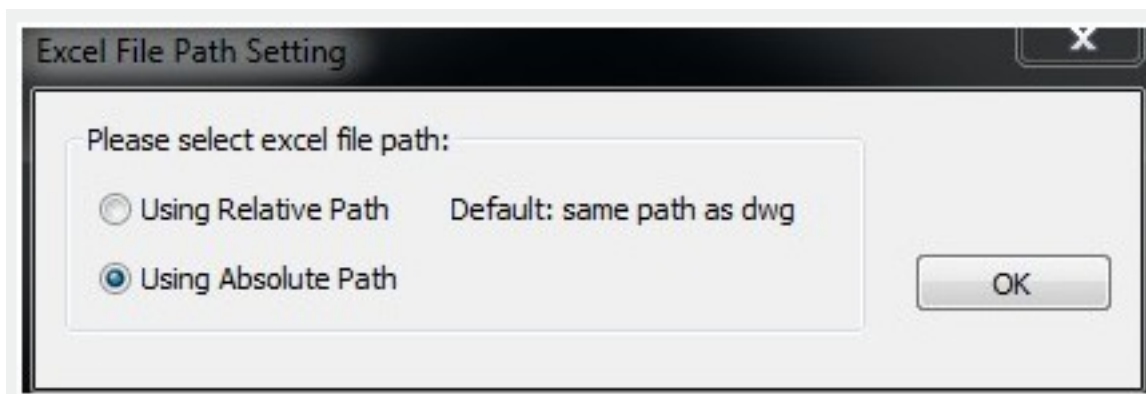 Excel File Path Setting
X
Please select excel file path:
Using Relative Path Default: same path as dwg
Using Absolute Path
OK